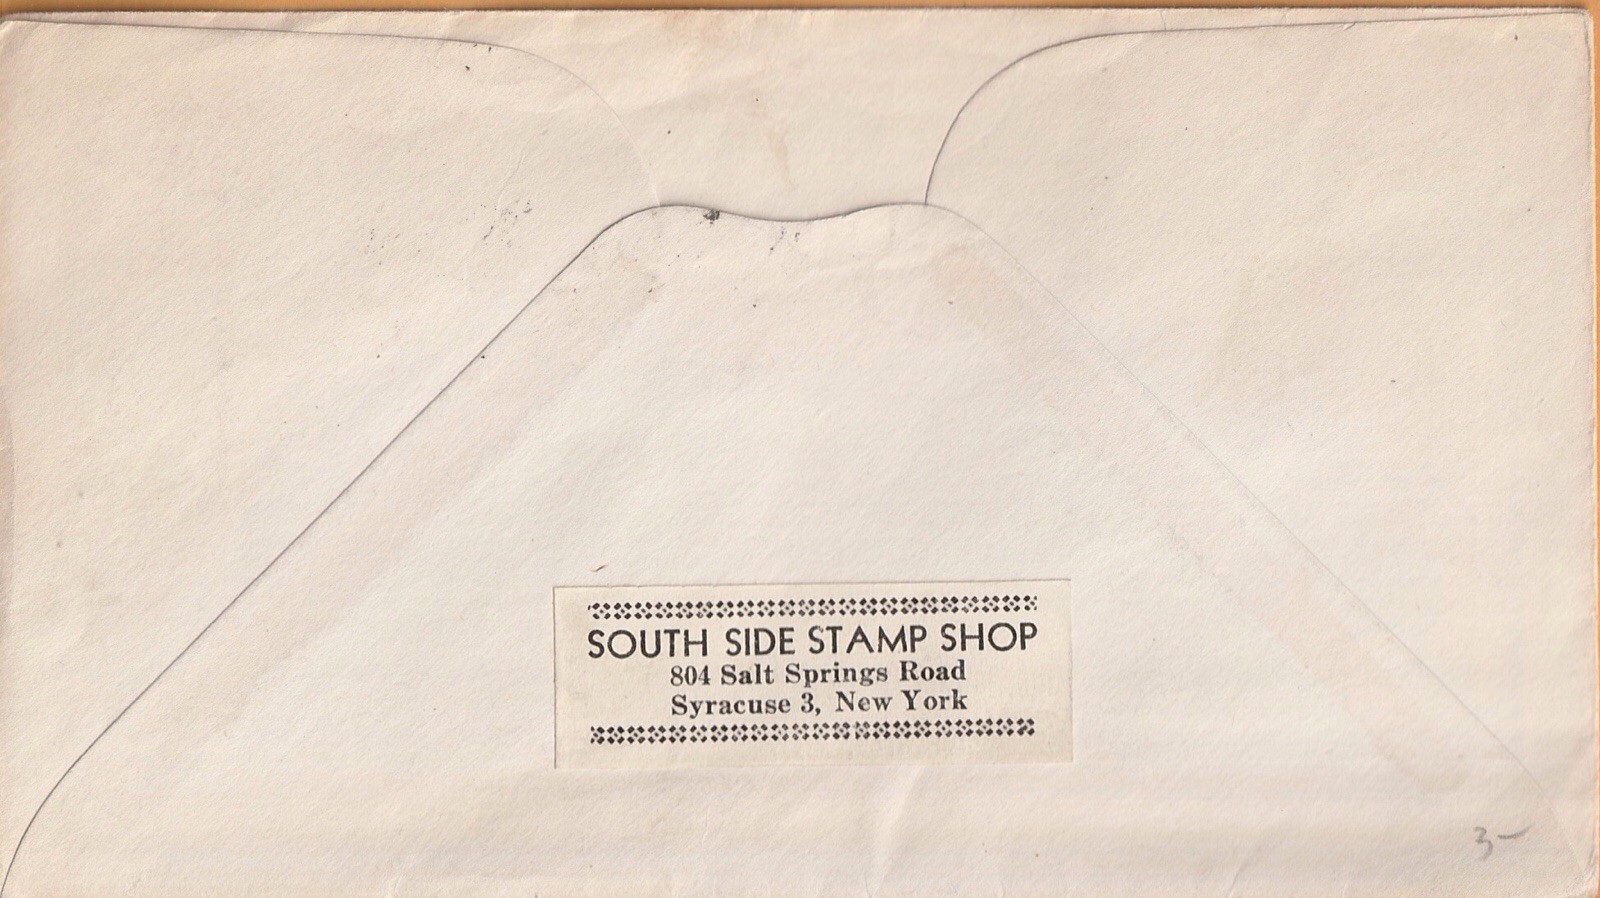 SOUTH SIDE STAMP SHOP
804 Salt Springs Road
Syracuse 3, New York
3-